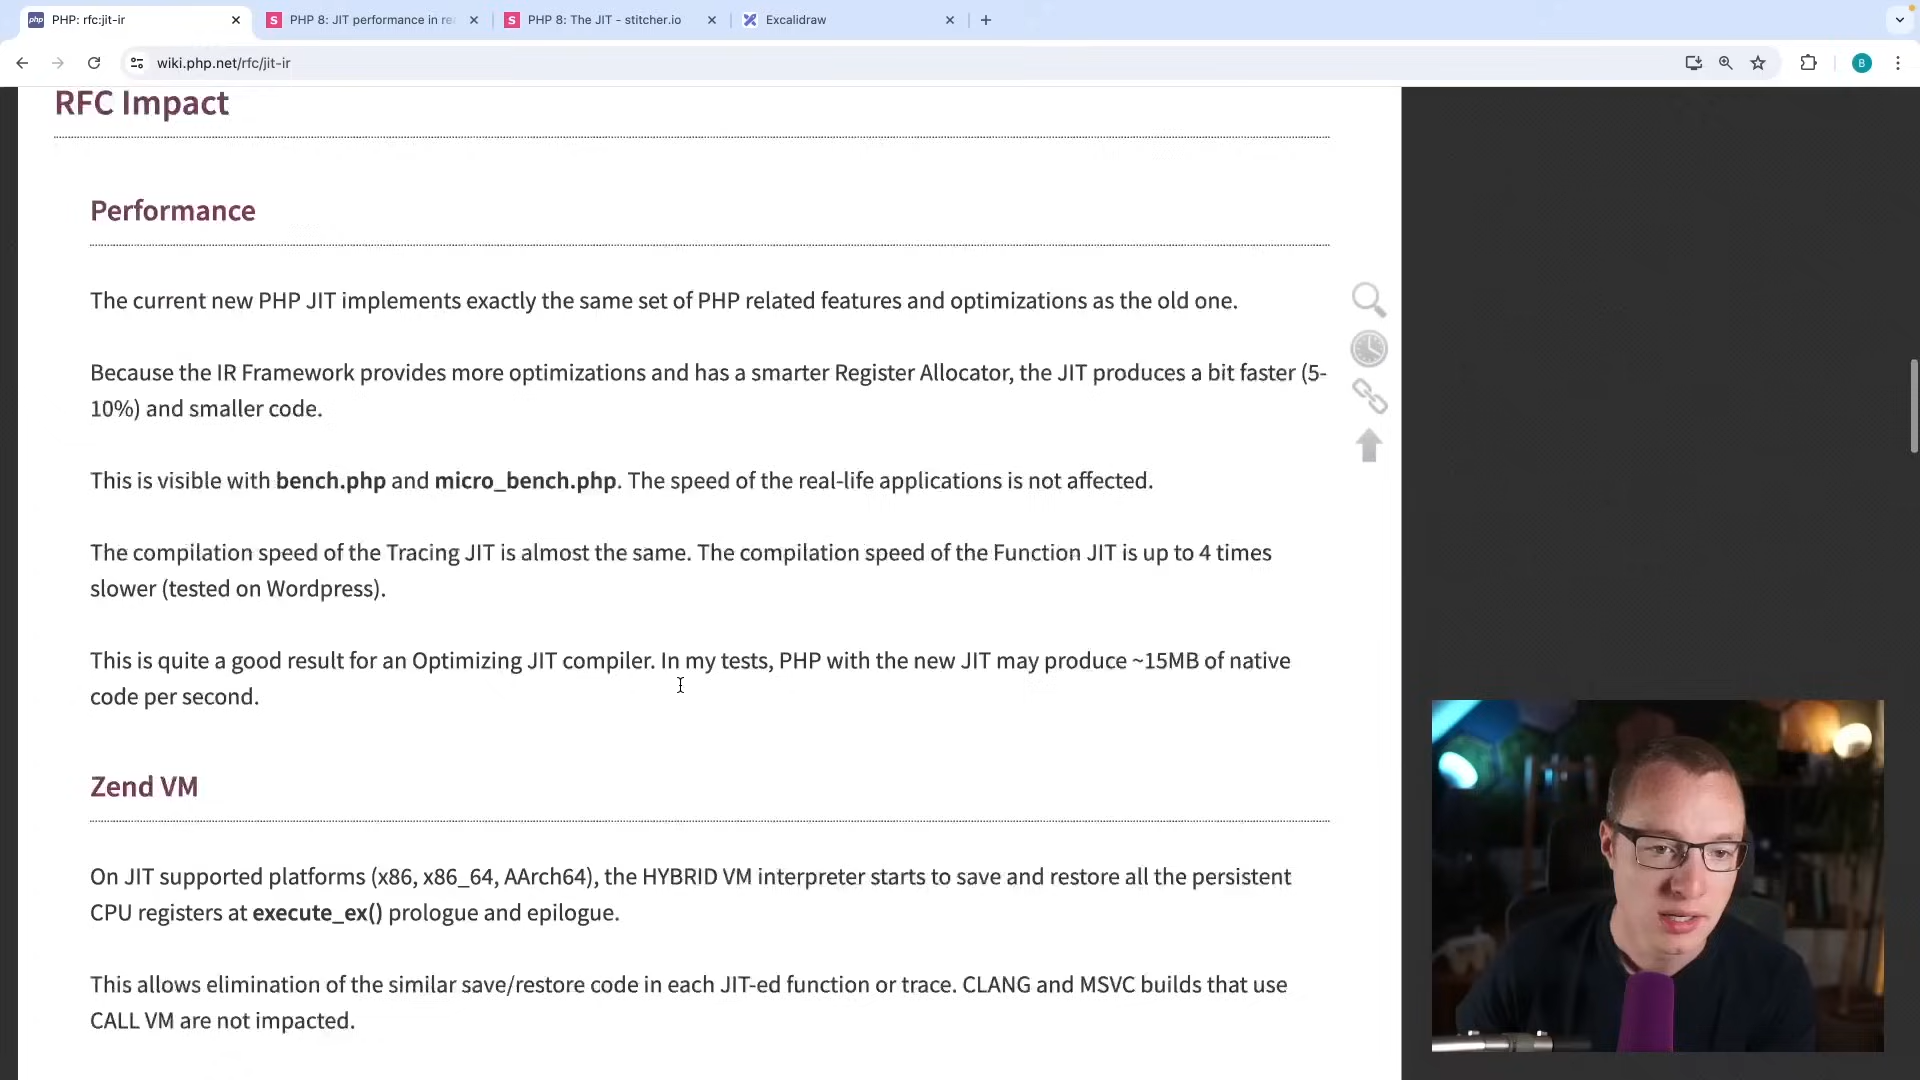 php PHP: rfc:jit-ir
S PHP 8: JIT performance in re
S PHP 8: The JIT - stitcher.io
Excalidraw
wiki.php.net/rfc/jit-ir
B
RFC Impact
Performance
The current new PHP JIT implements exactly the same set of PHP related features and optimizations as the old one.
Because the IR Framework provides more optimizations and has a smarter Register Allocator, the JIT produces a bit faster (5-
10%) and smaller code.
This is visible with bench.php and micro_bench.php. The speed of the real-life applications is not affected.
The compilation speed of the Tracing JIT is almost the same. The compilation speed of the Function JIT is up to 4 times
slower (tested on Wordpress).
This is quite a good result for an Optimizing JIT compiler. In my tests, PHP with the new JIT may produce ~15MB of native
code per second.
Zend VM
On JIT supported platforms (x86, x86_64, AArch64), the HYBRID VM interpreter starts to save and restore all the persistent
CPU registers at execute_ex() prologue and epilogue.
This allows elimination of the similar save/restore code in each JIT-ed function or trace. CLANG and MSVC builds that use
CALL VM are not impacted.